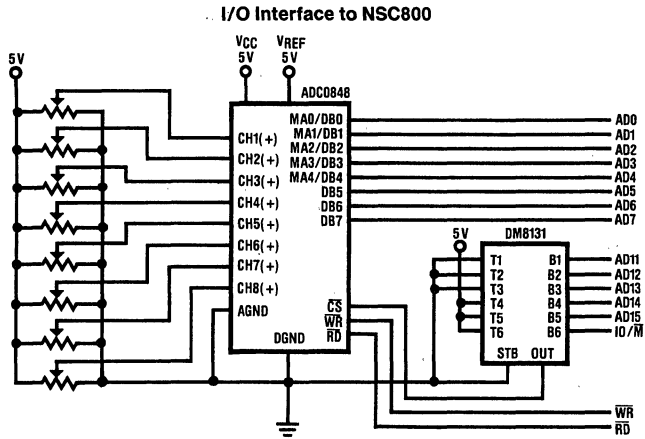 I/O Interface to NSC800
5V
VCC
5V
VREF
5V
ADC0848
CH1(+)
CH2(+)
CH3(+)
CH4(+)
CH5(+)
CH6(+)
CH7(+)
CH8(+)
AGND
DGND
MA0/DB0
MA1/DB1
MA2/DB2
MA3/DB3
MA4/DB4
DB5
DB6
DB7
CS
WR
RD
AD0
AD1
AD2
AD3
AD4
AD5
AD6
AD7
5V
DM8131
T1
T2
T3
T4
T5
T6
B1
B2
B3
B4
B5
B6
STB OUT
AD11
AD12
AD13
AD14
AD15
IO/M
WR
RD